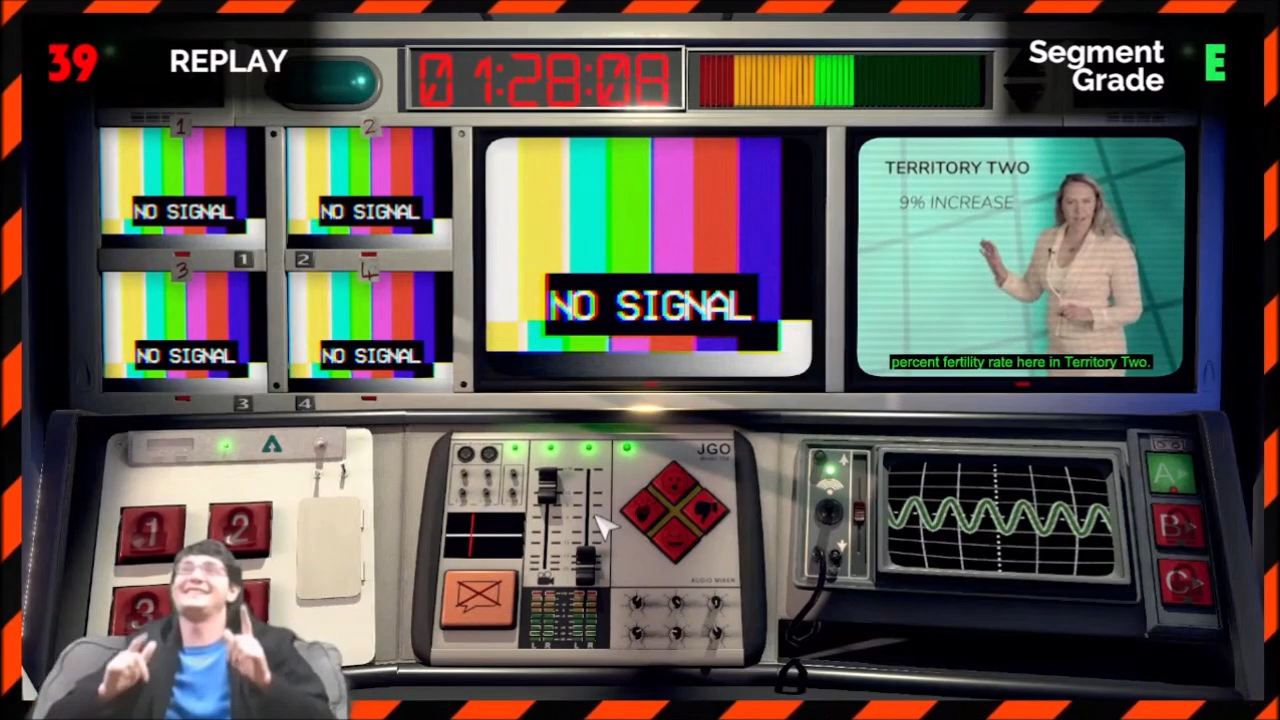 39
REPLAY
01:28:08
Segment
Grade
E
1
2
NO SIGNAL
NO SIGNAL
NO SIGNAL
TERRITORY TWO
9% INCREASE
percent fertility rate here in Territory Two.
3
1
2
4
NO SIGNAL
NO SIGNAL
3
4
JGO
1
2
3
AUDIO MIXER
L R L R
A
B
C